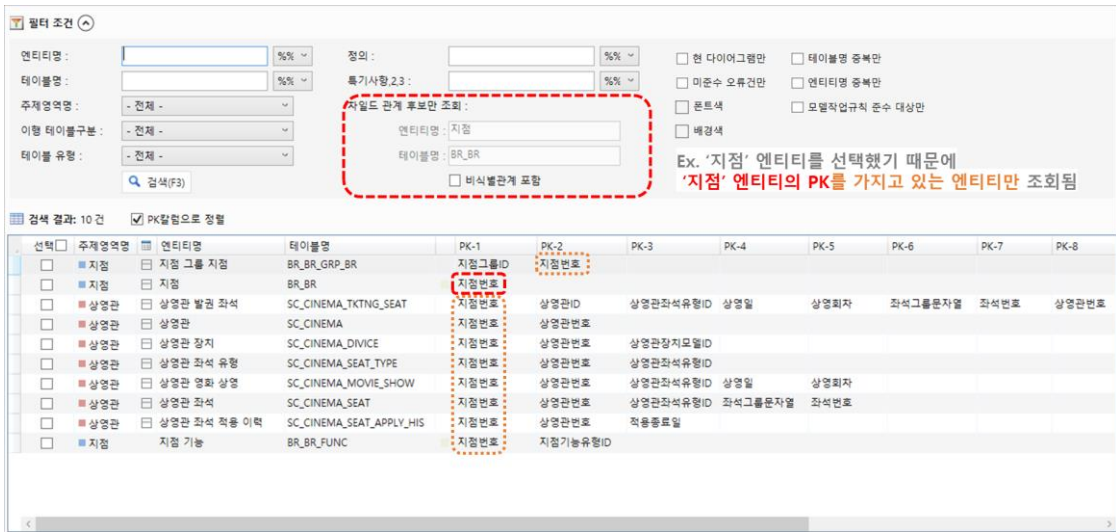 필터 조건
엔티티명 : %% 정의 : %% 현 다이어그램만 테이블명 중복만
테이블명 : %% 특기사항,2,3 : %% 미준수 오류건만 엔티티명 중복만
주제영역명 : - 전체 - 차일드 관계 후보만 조회 : 폰트색 모델작업규칙 준수 대상만
이행 테이블구분 : - 전체 - 엔티티명 : 지점 배경색
테이블 유형 : - 전체 - 테이블명 : BR_BR
Ex. ‘지점’ 엔티티를 선택했기 때문에
‘지점’ 엔티티의 PK를 가지고 있는 엔티티만 조회됨
검색(F3) 비식별관계 포함
검색 결과: 10 건 PK칼럼으로 정렬
선택 주제영역명 엔티티명 테이블명 PK-1 PK-2 PK-3 PK-4 PK-5 PK-6 PK-7 PK-8
지점 지점 그룹 지점 BR_BR_GRP_BR 지점그룹ID 지점번호
지점 지점 BR_BR 지점번호
상영관 상영관 발권 좌석 SC_CINEMA_TKTNG_SEAT 지점번호 상영관ID 상영관좌석유형ID 상영일 상영회차 좌석그룹문자열 좌석번호 상영관번호
상영관 상영관 SC_CINEMA 지점번호 상영관번호
상영관 상영관 장치 SC_CINEMA_DIVICE 지점번호 상영관번호 상영관장치모델ID
상영관 상영관 좌석 유형 SC_CINEMA_SEAT_TYPE 지점번호 상영관번호 상영관좌석유형ID
상영관 상영관 영화 상영 SC_CINEMA_MOVIE_SHOW 지점번호 상영관번호 상영관좌석유형ID 상영일 상영회차
상영관 상영관 좌석 SC_CINEMA_SEAT 지점번호 상영관번호 상영관좌석유형ID 좌석그룹문자열 좌석번호
상영관 상영관 좌석 적용 이력 SC_CINEMA_SEAT_APPLY_HIS 지점번호 상영관번호 적용종료일
지점 지점 기능 BR_BR_FUNC 지점번호 지점기능유형ID